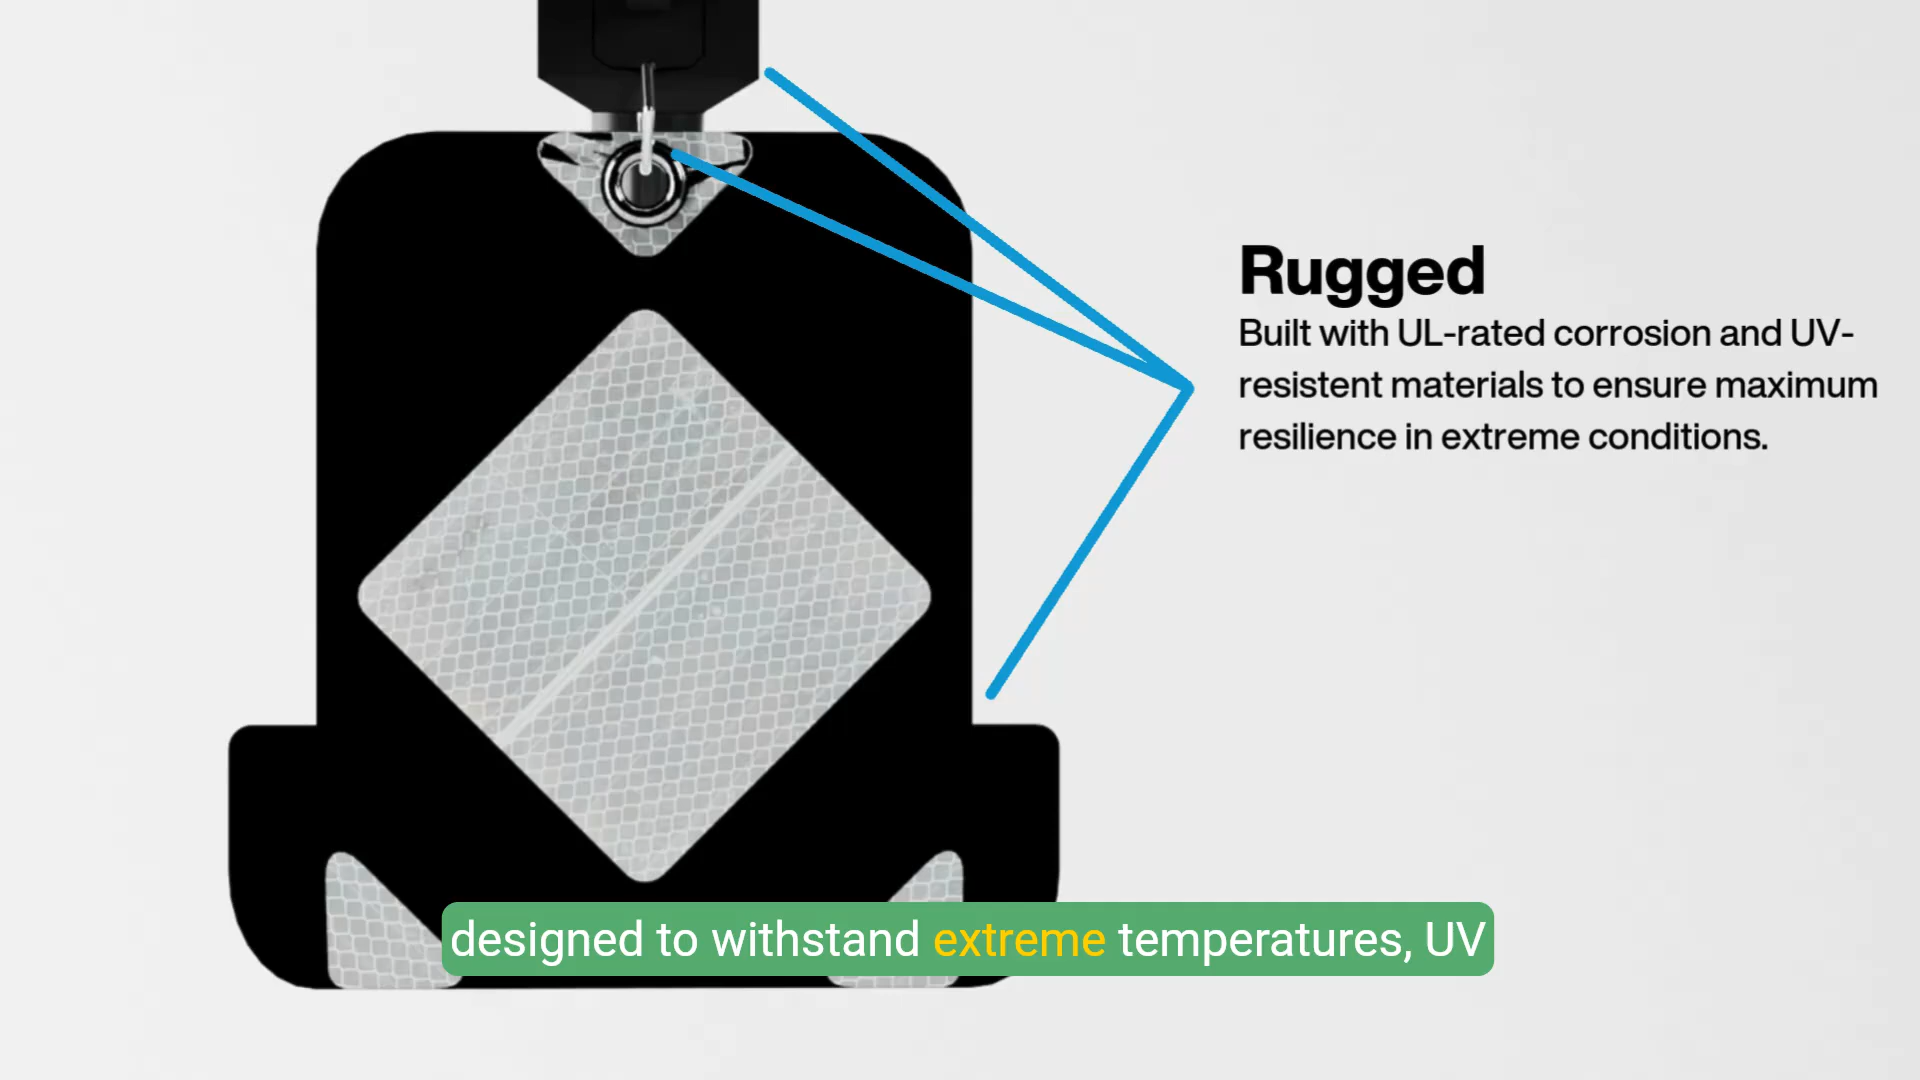 Rugged
Built with UL-rated corrosion and UV-
resistent materials to ensure maximum
resilience in extreme conditions.
designed to withstand extreme temperatures, UV